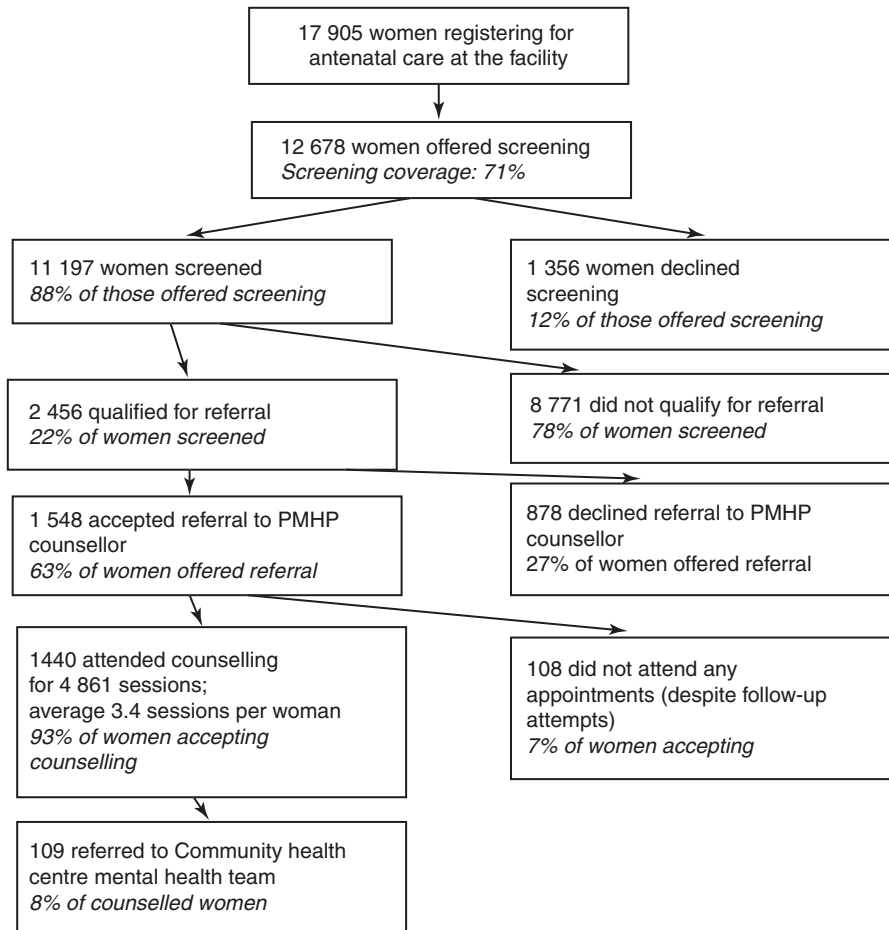 17 905 women registering for
antenatal care at the facility
12 678 women offered screening
Screening coverage: 71%
11 197 women screened
88% of those offered screening
1 356 women declined
screening
12% of those offered screening
2 456 qualified for referral
22% of women screened
8 771 did not qualify for referral
78% of women screened
1 548 accepted referral to PMHP
counsellor
63% of women offered referral
878 declined referral to PMHP
counsellor
27% of women offered referral
1440 attended counselling
for 4 861 sessions;
average 3.4 sessions per woman
93% of women accepting
counselling
108 did not attend any
appointments (despite follow-up
attempts)
7% of women accepting
109 referred to Community health
centre mental health team
8% of counselled women